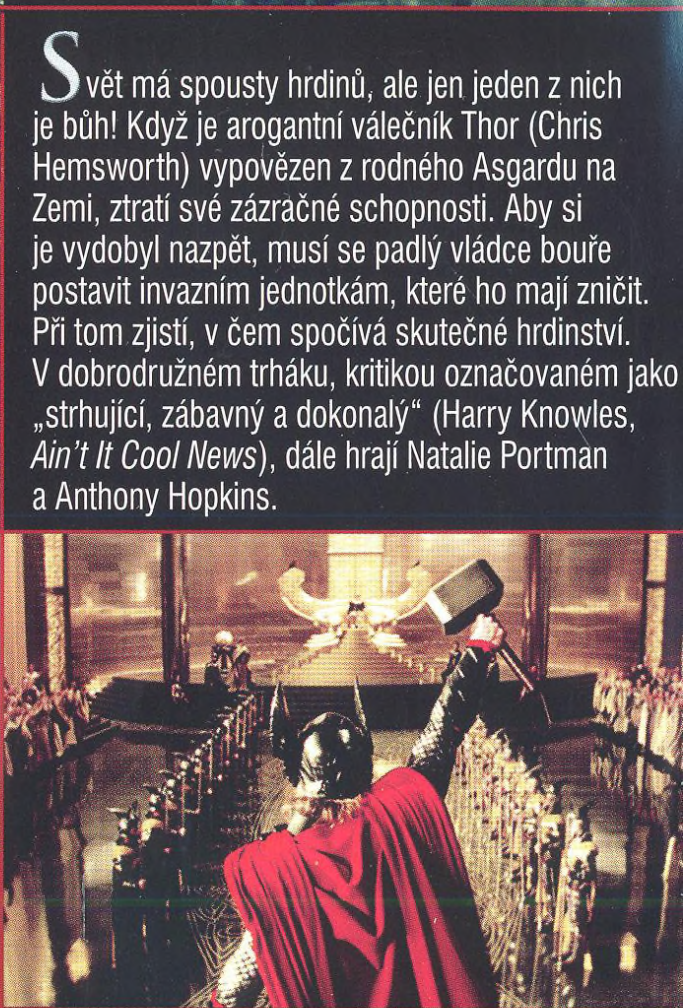 Svět má spousty hrdinů, ale jen jeden z nich
je bůh! Když je arogantní válečník Thor (Chris
Hemsworth) vypovězen z rodného Asgardu na
Zemi, ztratí své zázračné schopnosti. Aby si
je vydobyl nazpět, musí se padlý vládce bouře
postavit invazním jednotkám, které ho mají zničit.
Při tom zjistí, v čem spočívá skutečné hrdinství.
V dobrodružném trháku, kritikou označovaném jako
„strhující, zábavný a dokonalý“ (Harry Knowles,
Ain't It Cool News), dále hrají Natalie Portman
a Anthony Hopkins.